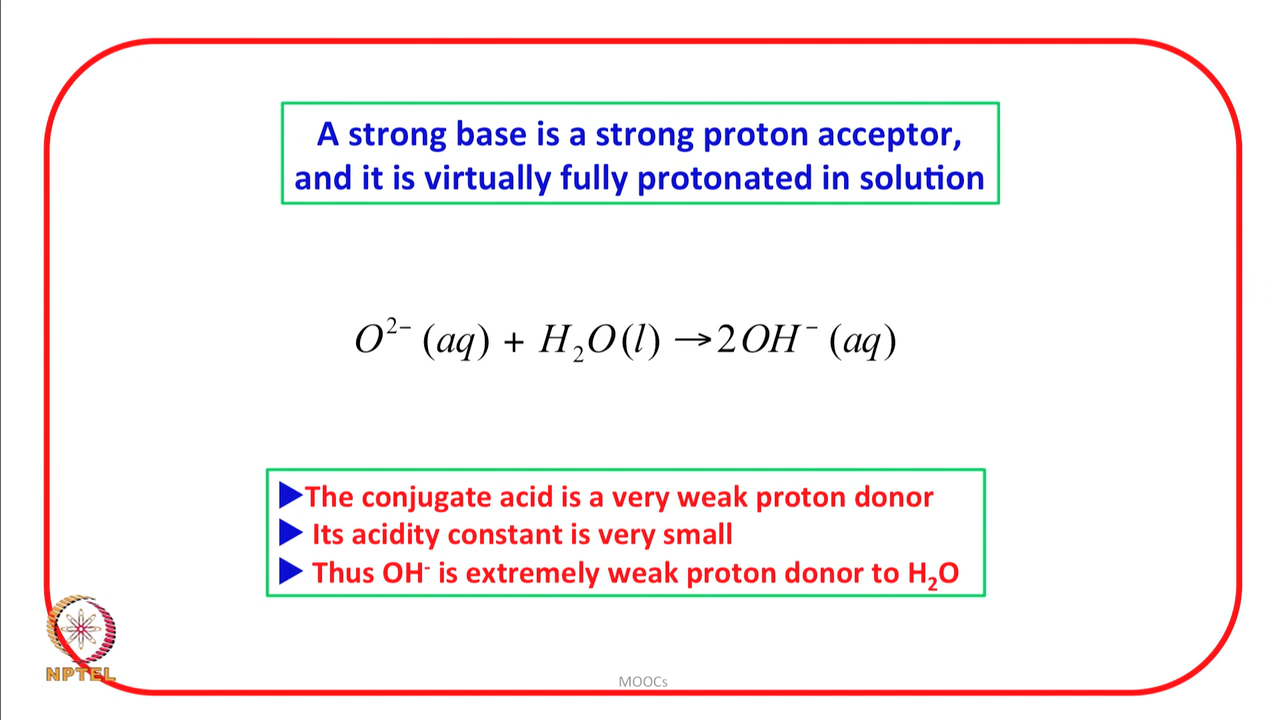 A strong base is a strong proton acceptor,
and it is virtually fully protonated in solution
O²⁻ (aq) + H₂O(l) → 2OH⁻ (aq)
▶The conjugate acid is a very weak proton donor
▶ Its acidity constant is very small
▶ Thus OH⁻ is extremely weak proton donor to H₂O
NPTEL
MOOCs